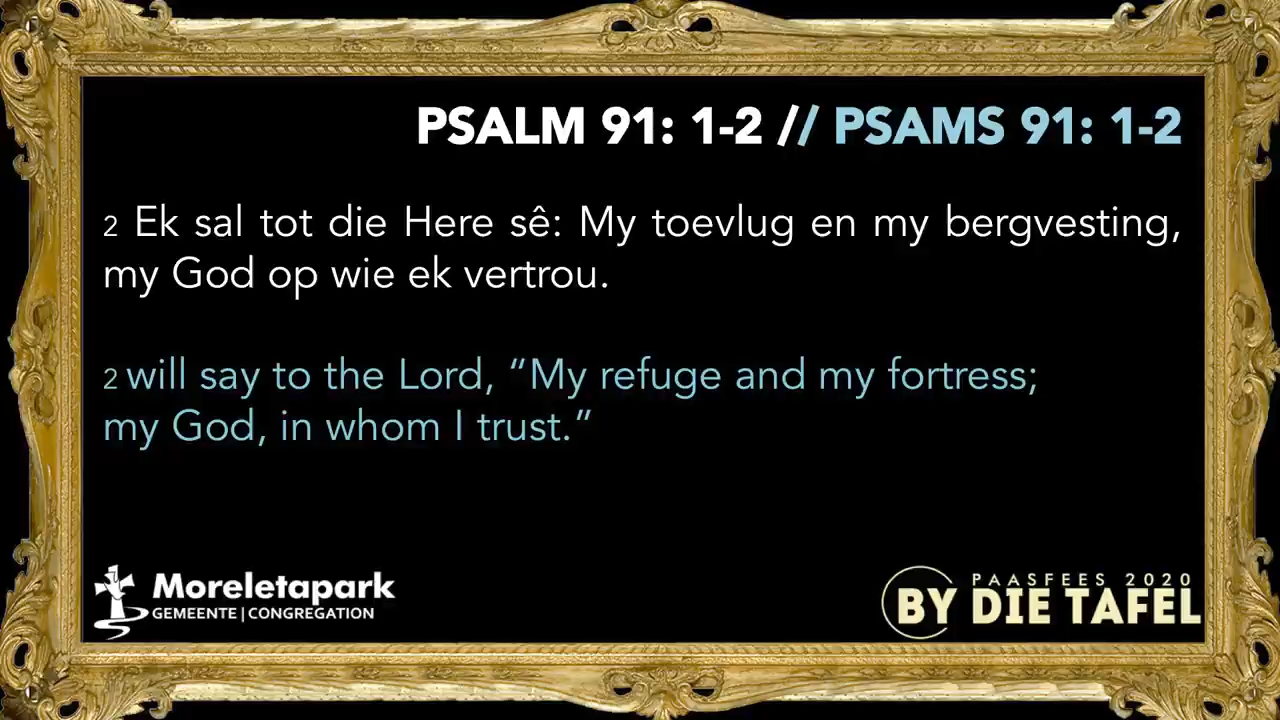 PSALM 91: 1-2 // PSAMS 91: 1-2
2 Ek sal tot die Here sê: My toevlug en my bergvesting,
my God op wie ek vertrou.
2 will say to the Lord, “My refuge and my fortress;
my God, in whom I trust.”
Moreletapark
GEMEENTE | CONGREGATION
PAASFEES 2020
BY DIE TAFEL